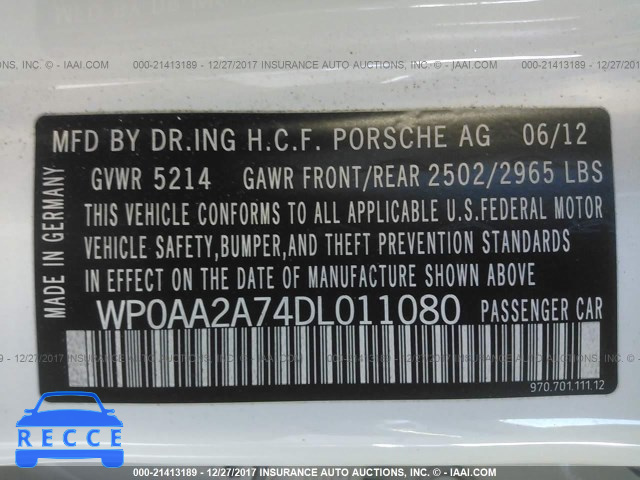 ANCE AUTO AUCTIONS, INC. © - IAAI.COM 000-21413189 - 12/27/2017 INSURANCE AUTO AUCTIONS, INC. © - IAAI.COM 000-21413189 - 12/27/2017
MFD BY DR.ING H.C.F. PORSCHE AG 06/12
GVWR 5214 GAWR FRONT/REAR 2502/2965 LBS
THIS VEHICLE CONFORMS TO ALL APPLICABLE U.S.FEDERAL MOTOR
VEHICLE SAFETY,BUMPER,AND THEFT PREVENTION STANDARDS
IN EFFECT ON THE DATE OF MANUFACTURE SHOWN ABOVE.
WP0AA2A74DL011080 PASSENGER CAR
MADE IN GERMANY
970.701.111.12
RECCE
000-21413189 - 12/27/2017 INSURANCE AUTO AUCTIONS, INC. © - IAAI.COM